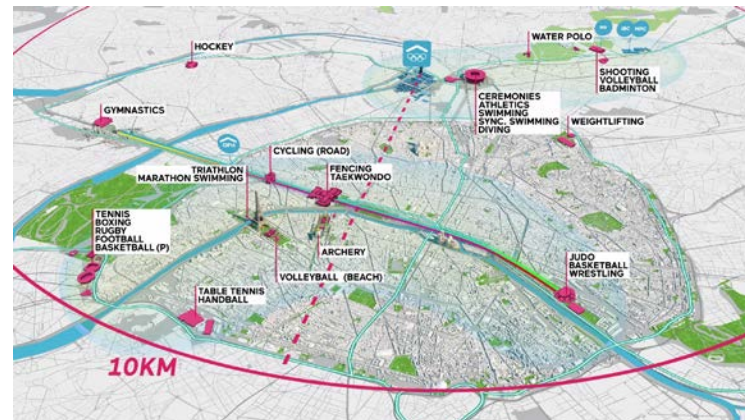 WATER POLO
HOCKEY
SHOOTING
VOLLEYBALL
BADMINTON
CEREMONIES
ATHLETICS
SWIMMING
SYNC. SWIMMING
DIVING
GYMNASTICS
WEIGHTLIFTING
CYCLING (ROAD)
TRIATHLON
MARATHON SWIMMING
FENCING
TAEKWONDO
TENNIS
BOXING
RUGBY
FOOTBALL
BASKETBALL (P)
ARCHERY
VOLLEYBALL (BEACH)
JUDO
BASKETBALL
WRESTLING
TABLE TENNIS
HANDBALL
10KM